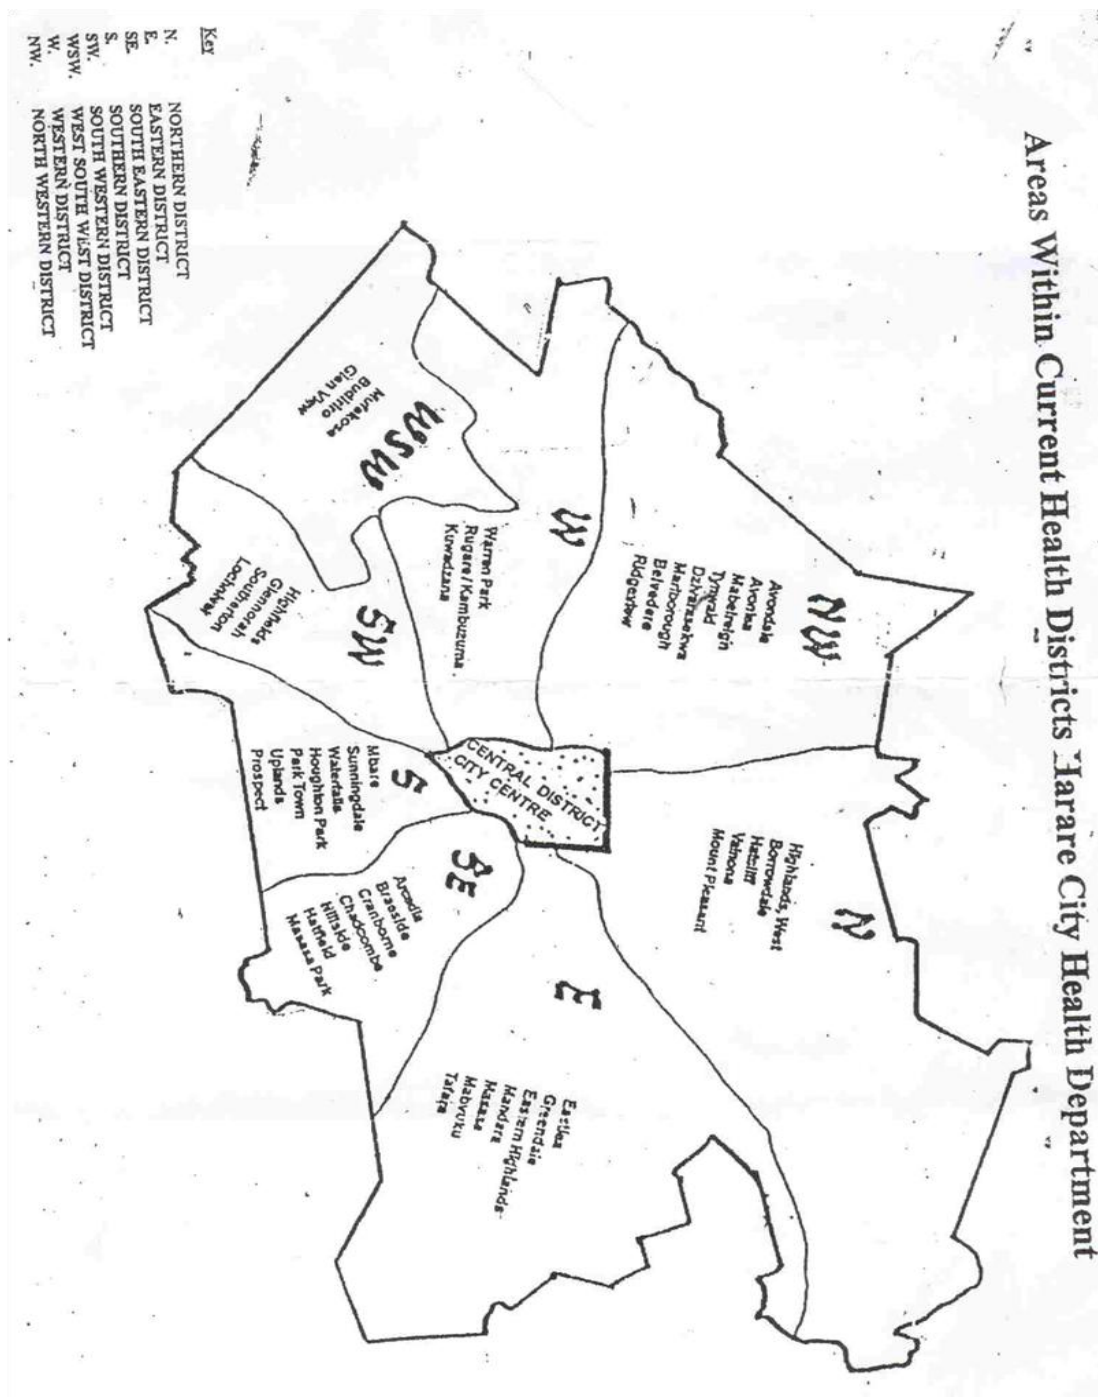 Areas Within Current Health Districts Harare City Health Department
NW
Avondale
Avonlea
Mabelreign
Tynwald
Dzivarasekwa
Marlborough
Belvedere
Ridgeview
N
Highlands, West
Borrowdale
Hatcliff
Valnona
Mount Pleasant
W
Warren Park
Rugare / Kambuzuma
Kuwadzana
CENTRAL DISTRICT
CITY CENTRE
E
Eastlea
Greendale
Eastern Highlands
Mandara
Masasa
Mabvuku
Tafara
WSW
Mufakose
Budiriro
Glen View
SW
Highfields
Glennorah
Southerton
Lochinvar
S
Mbare
Sunningdale
Waterfalls
Houghton Park
Park Town
Uplands
Prospect
SE
Arcadia
Braeside
Cranborne
Chadcombe
Hillside
Hatfield
Masasa Park
Key
N. NORTHERN DISTRICT
E. EASTERN DISTRICT
SE. SOUTH EASTERN DISTRICT
S. SOUTHERN DISTRICT
SW. SOUTH WESTERN DISTRICT
WSW. WEST SOUTH WEST DISTRICT
W. WESTERN DISTRICT
NW. NORTH WESTERN DISTRICT